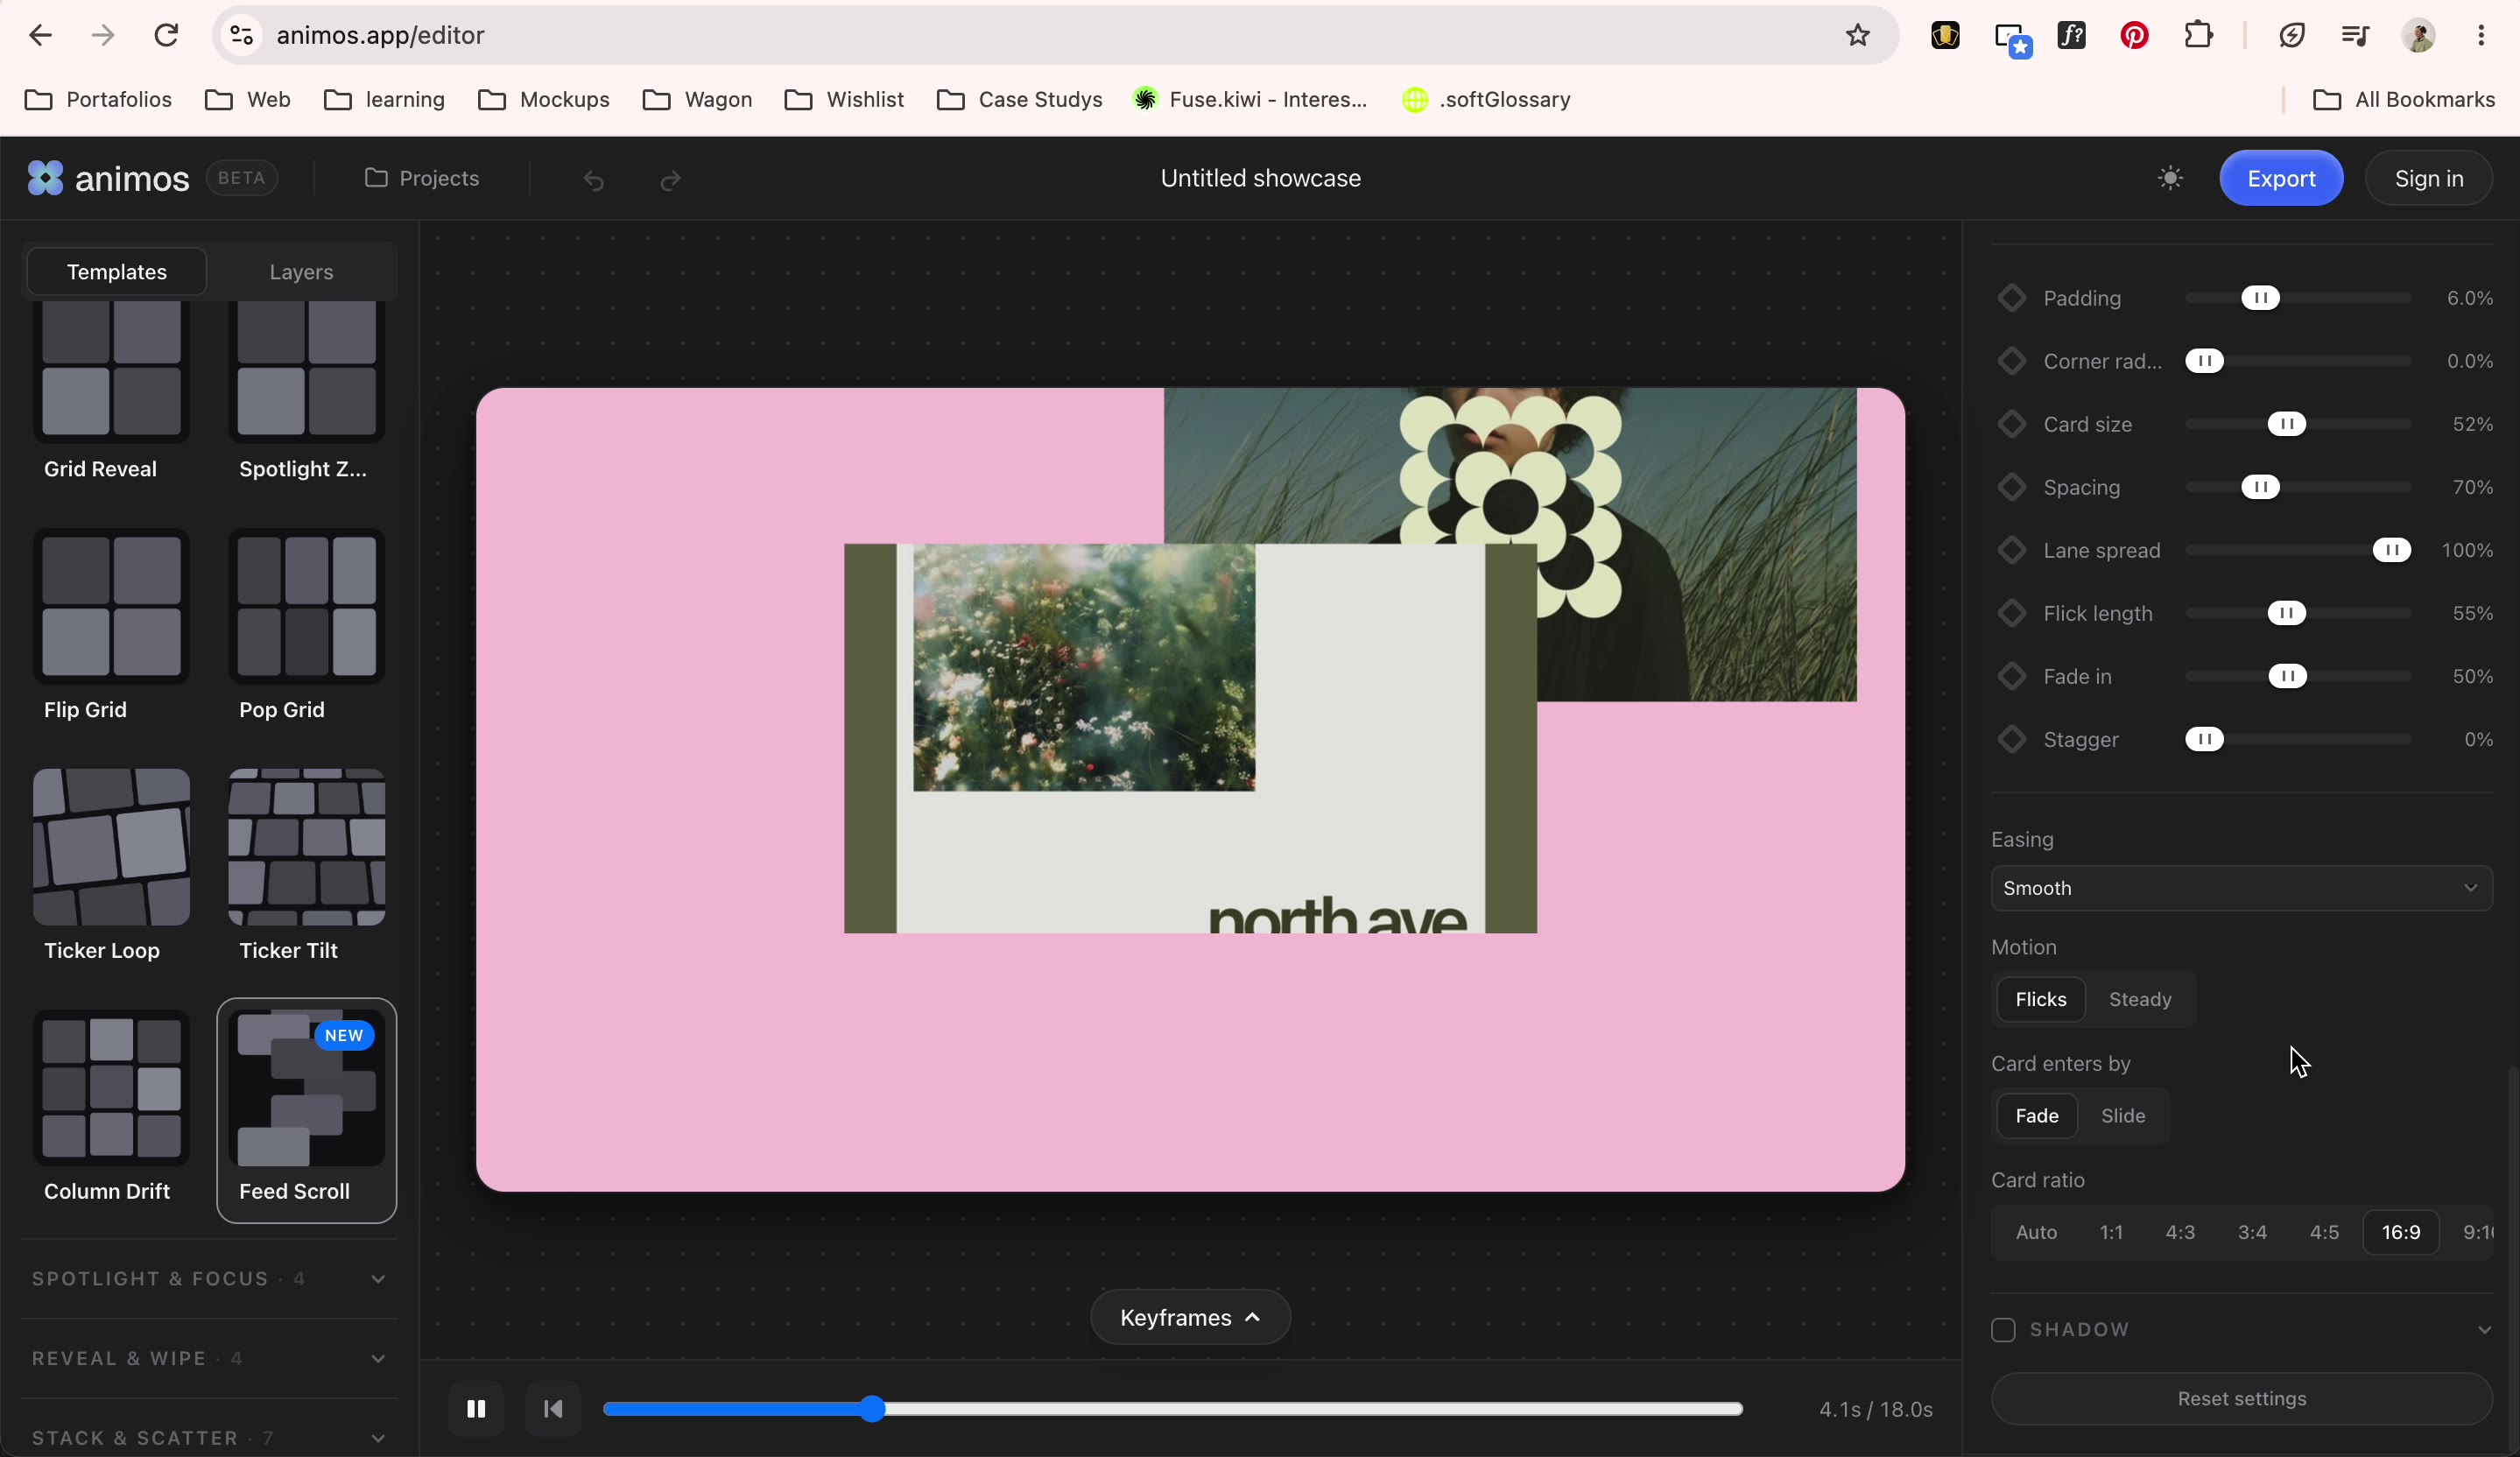 animos.app/editor
Portafolios
Web
learning
Mockups
Wagon
Wishlist
Case Studys
Fuse.kiwi - Interes...
.softGlossary
All Bookmarks
animos
BETA
Projects
Untitled showcase
Export
Sign in
Templates
Layers
Grid Reveal
Spotlight Z...
Flip Grid
Pop Grid
Ticker Loop
Ticker Tilt
NEW
Column Drift
Feed Scroll
SPOTLIGHT & FOCUS · 4
REVEAL & WIPE · 4
STACK & SCATTER · 7
north ave
Keyframes
4.1s / 18.0s
Padding
6.0%
Corner rad...
0.0%
Card size
52%
Spacing
70%
Lane spread
100%
Flick length
55%
Fade in
50%
Stagger
0%
Easing
Smooth
Motion
Flicks
Steady
Card enters by
Fade
Slide
Card ratio
Auto
1:1
4:3
3:4
4:5
16:9
SHADOW
Reset settings